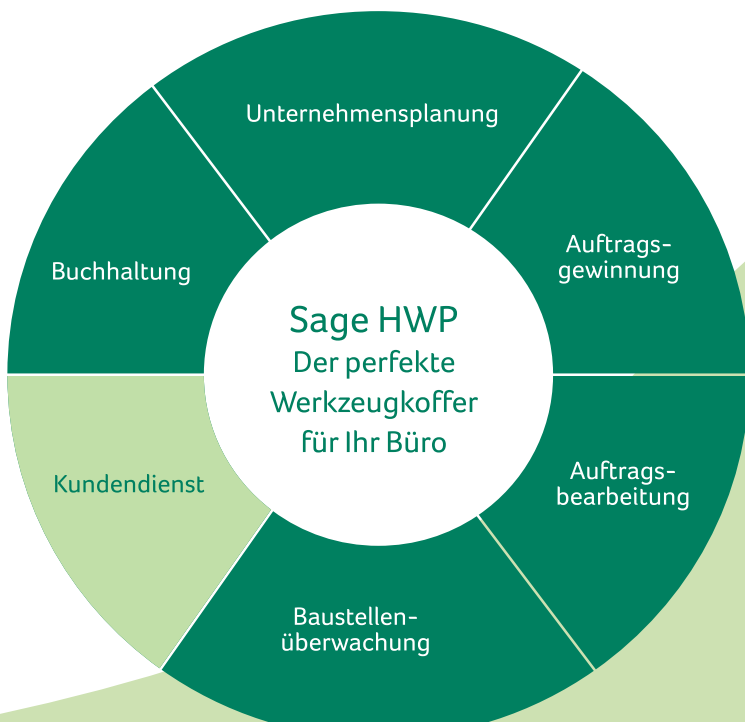 Unternehmensplanung
Auftrags-
gewinnung
Buchhaltung
Sage HWP
Der perfekte
Werkzeugkoffer
für Ihr Büro
Auftrags-
bearbeitung
Kundendienst
Baustellen-
überwachung